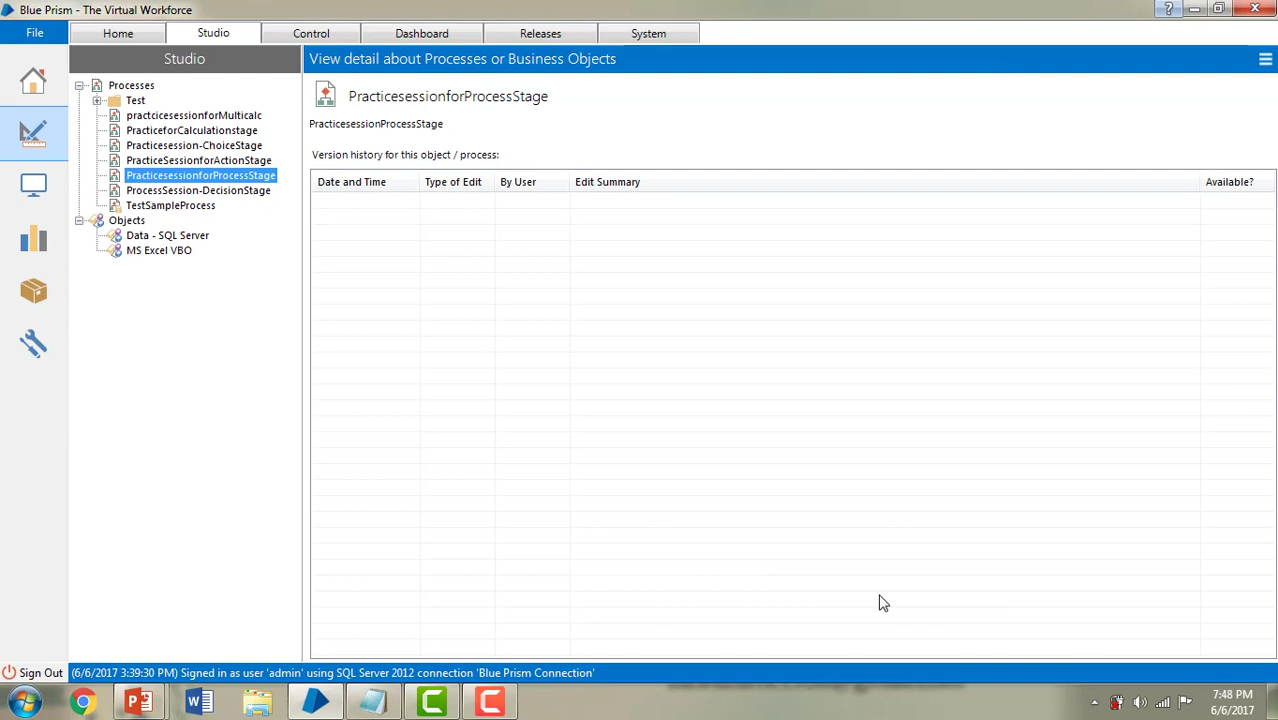 Blue Prism - The Virtual Workforce
?
File
Home
Studio
Control
Dashboard
Releases
System
Studio
View detail about Processes or Business Objects
Processes
Test
practcicesessionforMulticalc
PracticeforCalculationstage
Practicesession-ChoiceStage
PracticeSessionforActionStage
PracticesessionforProcessStage
ProcessSession-DecisionStage
TestSampleProcess
Objects
Data - SQL Server
MS Excel VBO
PracticesessionforProcessStage
PracticesessionProcessStage
Version history for this object / process:
Date and Time
Type of Edit
By User
Edit Summary
Available?
Sign Out
(6/6/2017 3:39:30 PM) Signed in as user 'admin' using SQL Server 2012 connection 'Blue Prism Connection'
7:48 PM
6/6/2017